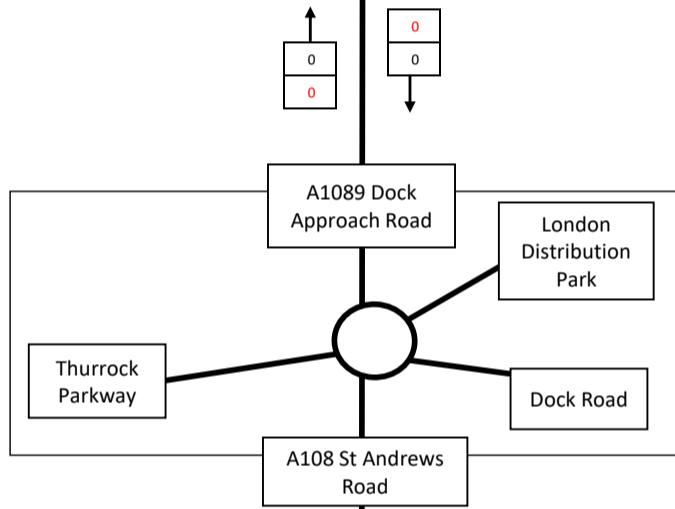 0
0
0
0
A1089 Dock
Approach Road
London
Distribution
Park
Thurrock
Parkway
Dock Road
A108 St Andrews
Road